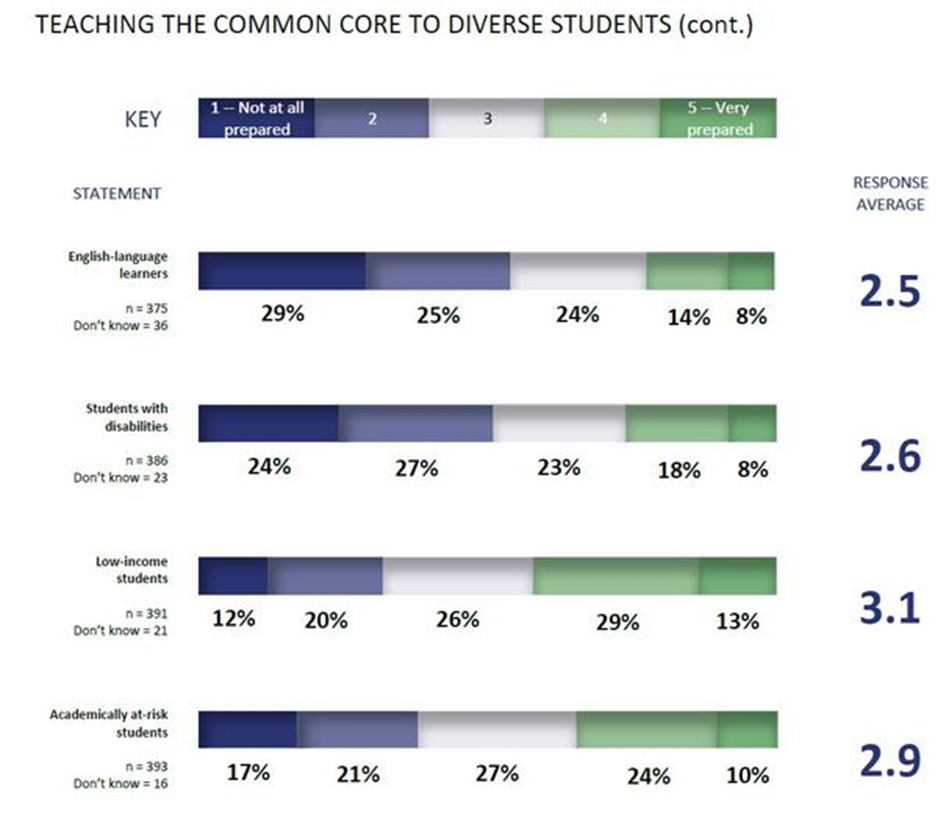 TEACHING THE COMMON CORE TO DIVERSE STUDENTS (cont.)
KEY
1 -- Not at all
prepared
2
3
4
5 -- Very
prepared
STATEMENT
RESPONSE
AVERAGE
English-language
learners
n = 375
Don't know = 36
29% 25% 24% 14% 8%
2.5
Students with
disabilities
n = 386
Don't know = 23
24% 27% 23% 18% 8%
2.6
Low-income
students
n = 391
Don't know = 21
12% 20% 26% 29% 13%
3.1
Academically at-risk
students
n = 393
Don't know = 16
17% 21% 27% 24% 10%
2.9